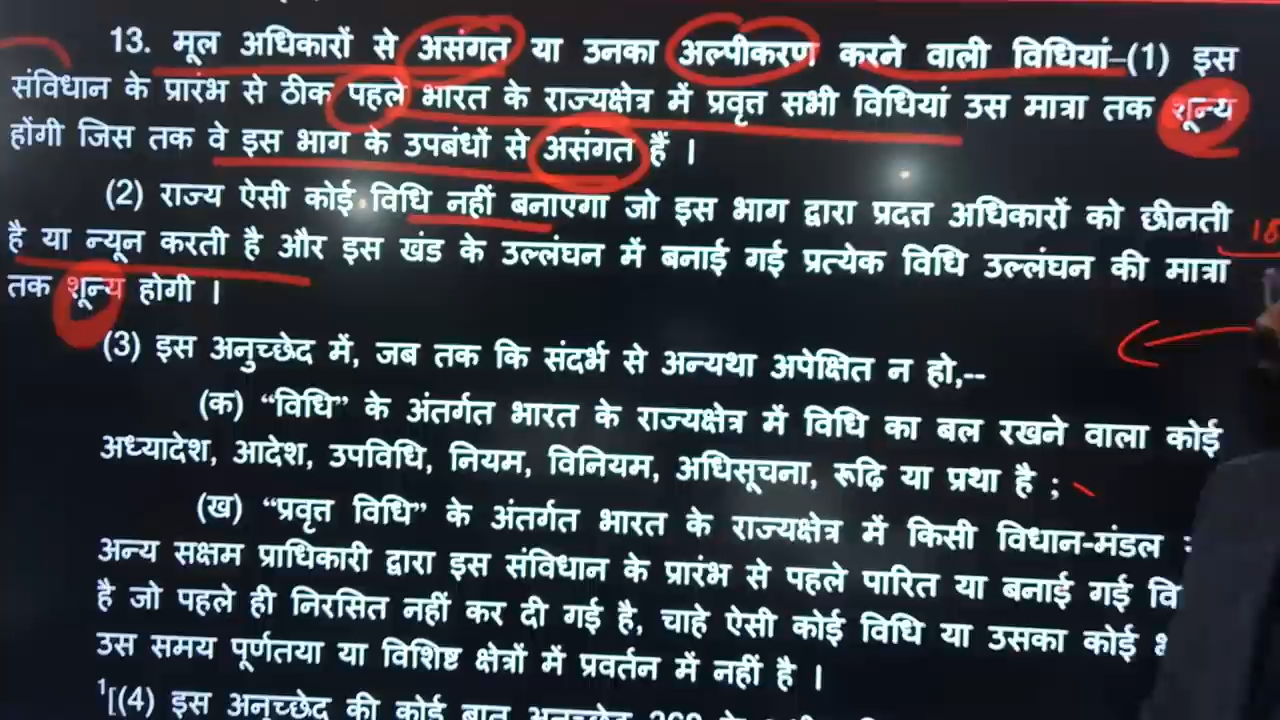 13. मूल अधिकारों से असंगत या उनका अल्पीकरण करने वाली विधियां–(1) इस
संविधान के प्रारंभ से ठीक पहले भारत के राज्यक्षेत्र में प्रवृत्त सभी विधियां उस मात्रा तक शून्य
होंगी जिस तक वे इस भाग के उपबंधों से असंगत हैं ।
(2) राज्य ऐसी कोई विधि नहीं बनाएगा जो इस भाग द्वारा प्रदत्त अधिकारों को छीनती
है या न्यून करती है और इस खंड के उल्लंघन में बनाई गई प्रत्येक विधि उल्लंघन की मात्रा
तक शून्य होगी ।
(3) इस अनुच्छेद में, जब तक कि संदर्भ से अन्यथा अपेक्षित न हो,--
(क) “विधि” के अंतर्गत भारत के राज्यक्षेत्र में विधि का बल रखने वाला कोई
अध्यादेश, आदेश, उपविधि, नियम, विनियम, अधिसूचना, रूढ़ि या प्रथा है ;
(ख) “प्रवृत्त विधि” के अंतर्गत भारत के राज्यक्षेत्र में किसी विधान-मंडल
अन्य सक्षम प्राधिकारी द्वारा इस संविधान के प्रारंभ से पहले पारित या बनाई गई वि
है जो पहले ही निरसित नहीं कर दी गई है, चाहे ऐसी कोई विधि या उसका कोई
उस समय पूर्णतया या विशिष्ट क्षेत्रों में प्रवर्तन में नहीं है ।
1[(4) इस अनुच्छेद की कोई बात अनुच्छेद